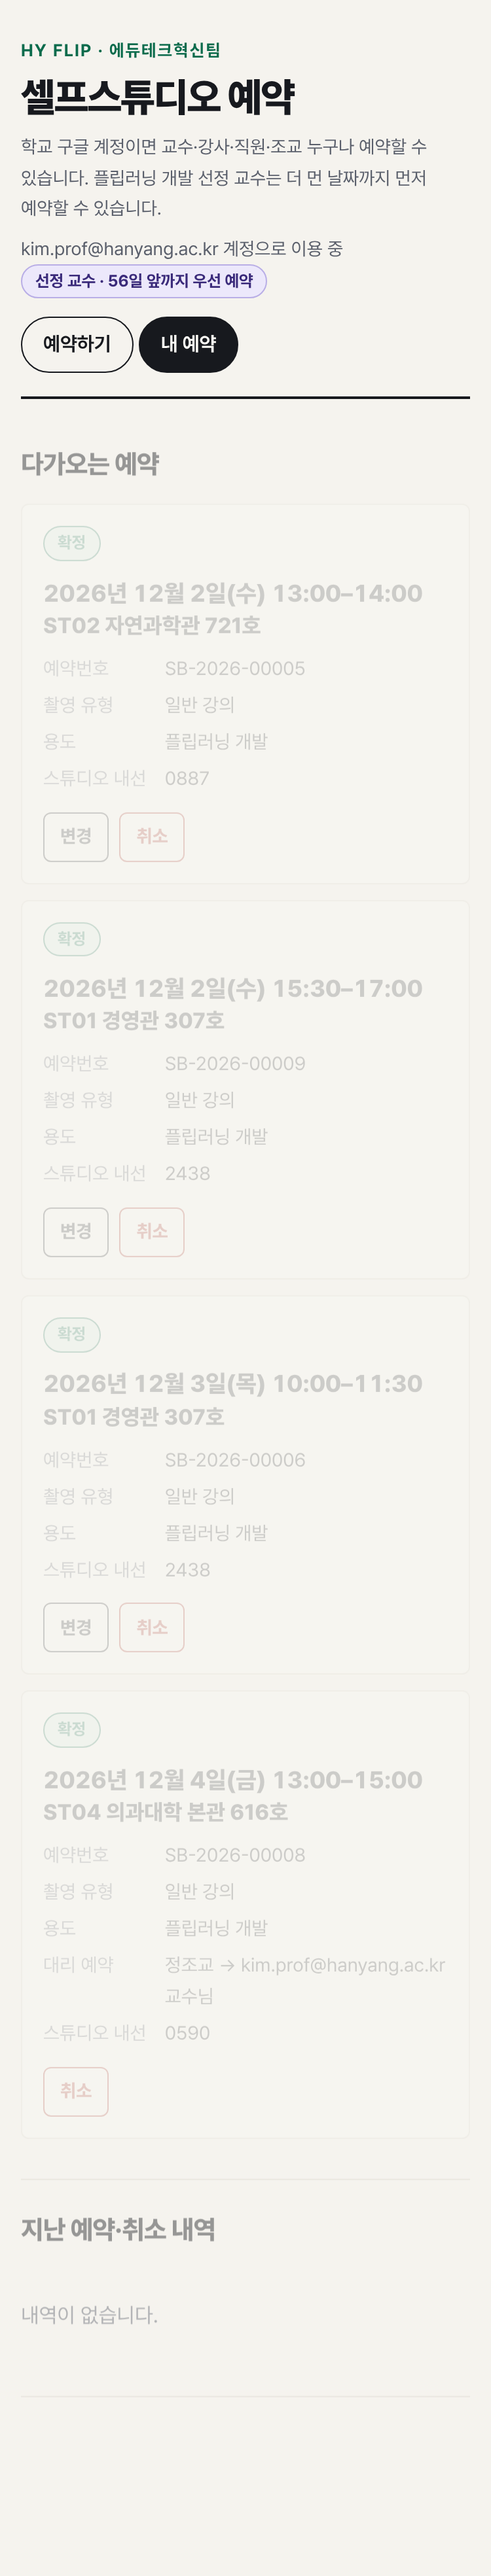 HY FLIP · 에듀테크혁신팀
셀프스튜디오 예약
학교 구글 계정이면 교수·강사·직원·조교 누구나 예약할 수
있습니다. 플립러닝 개발 선정 교수는 더 먼 날짜까지 먼저
예약할 수 있습니다.
kim.prof@hanyang.ac.kr 계정으로 이용 중
선정 교수 · 56일 앞까지 우선 예약
예약하기 내 예약
다가오는 예약
확정
2026년 12월 2일(수) 13:00–14:00
ST02 자연과학관 721호
예약번호 SB-2026-00005
촬영 유형 일반 강의
용도 플립러닝 개발
스튜디오 내선 0887
변경 취소
확정
2026년 12월 2일(수) 15:30–17:00
ST01 경영관 307호
예약번호 SB-2026-00009
촬영 유형 일반 강의
용도 플립러닝 개발
스튜디오 내선 2438
변경 취소
확정
2026년 12월 3일(목) 10:00–11:30
ST01 경영관 307호
예약번호 SB-2026-00006
촬영 유형 일반 강의
용도 플립러닝 개발
스튜디오 내선 2438
변경 취소
확정
2026년 12월 4일(금) 13:00–15:00
ST04 의과대학 본관 616호
예약번호 SB-2026-00008
촬영 유형 일반 강의
용도 플립러닝 개발
대리 예약 정조교 → kim.prof@hanyang.ac.kr
교수님
스튜디오 내선 0590
취소
지난 예약·취소 내역
내역이 없습니다.